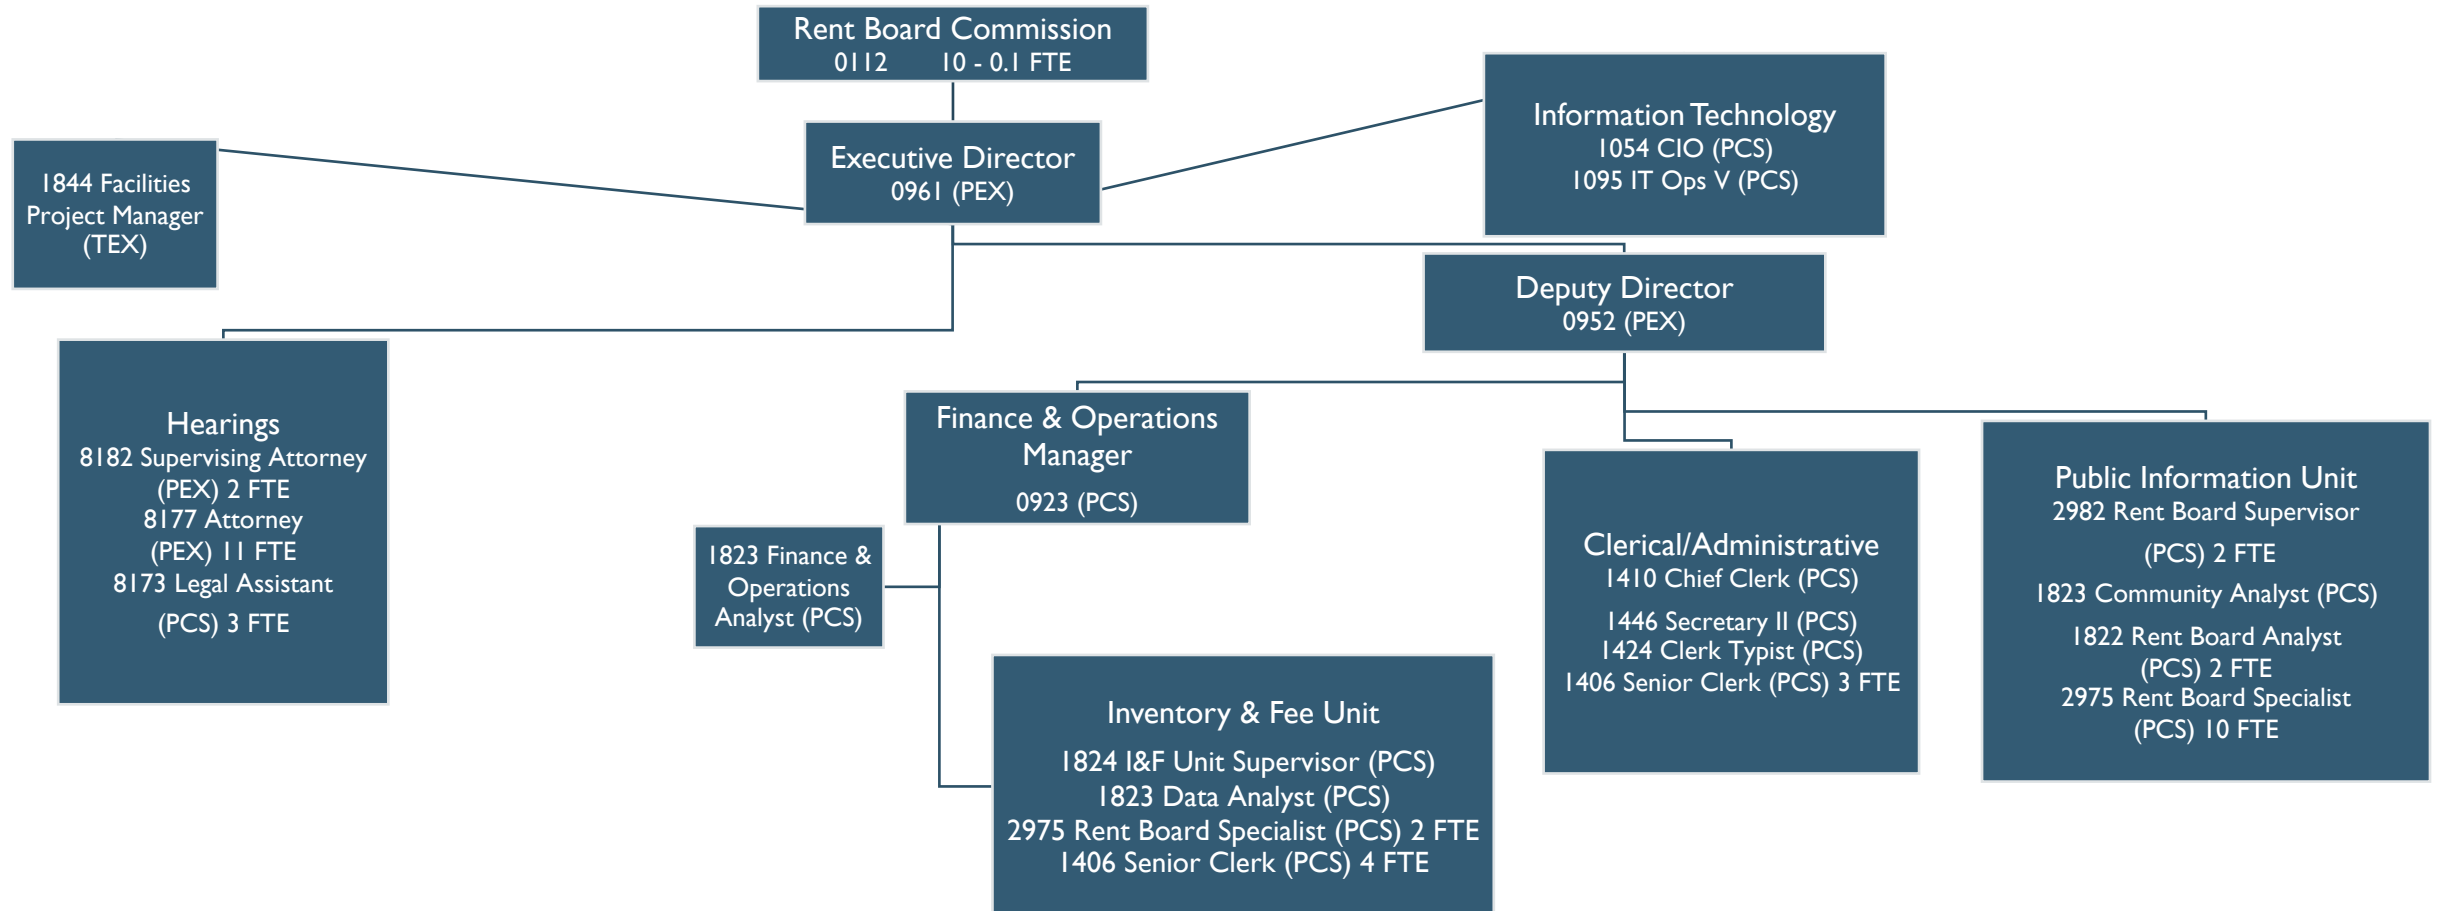 Rent Board Commission
0112 10 - 0.1 FTE
Information Technology
1054 CIO (PCS)
1095 IT Ops V (PCS)
Executive Director
0961 (PEX)
1844 Facilities
Project Manager
(TEX)
Deputy Director
0952 (PEX)
Hearings
8182 Supervising Attorney
(PEX) 2 FTE
8177 Attorney
(PEX) 11 FTE
8173 Legal Assistant
(PCS) 3 FTE
Finance & Operations
Manager
0923 (PCS)
1823 Finance &
Operations
Analyst (PCS)
Inventory & Fee Unit
1824 I&F Unit Supervisor (PCS)
1823 Data Analyst (PCS)
2975 Rent Board Specialist (PCS) 2 FTE
1406 Senior Clerk (PCS) 4 FTE
Clerical/Administrative
1410 Chief Clerk (PCS)
1446 Secretary II (PCS)
1424 Clerk Typist (PCS)
1406 Senior Clerk (PCS) 3 FTE
Public Information Unit
2982 Rent Board Supervisor
(PCS) 2 FTE
1823 Community Analyst (PCS)
1822 Rent Board Analyst
(PCS) 2 FTE
2975 Rent Board Specialist
(PCS) 10 FTE